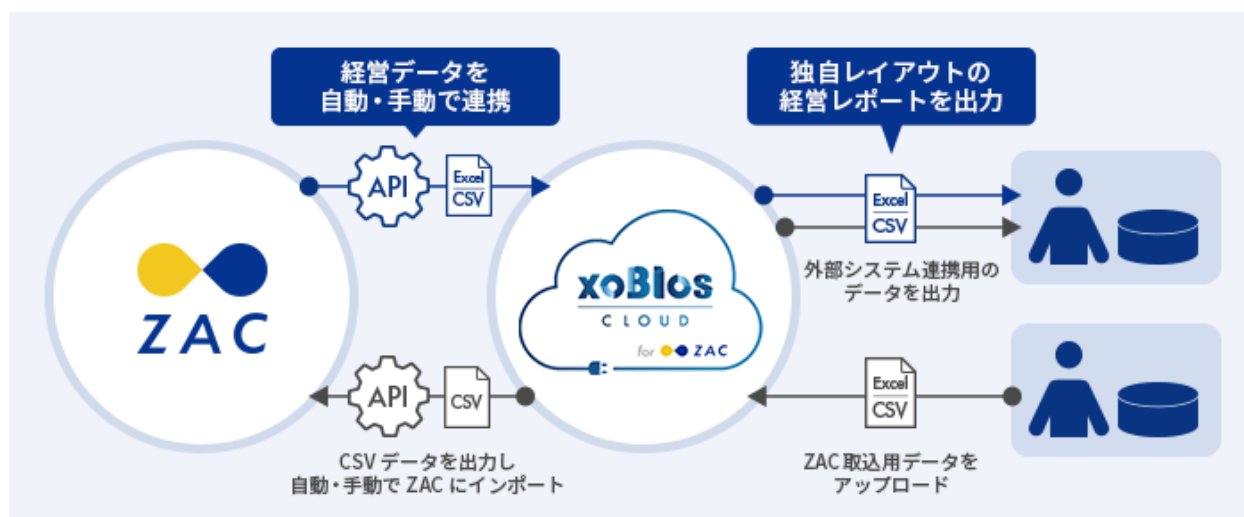 経営データを
自動・手動で連携
独自レイアウトの
経営レポートを出力
API
Excel
CSV
Excel
CSV
ZAC
xoBlos
CLOUD
for ZAC
外部システム連携用の
データを出力
API
CSV
Excel
CSV
CSVデータを出力し
自動・手動でZACにインポート
ZAC取込用データを
アップロード